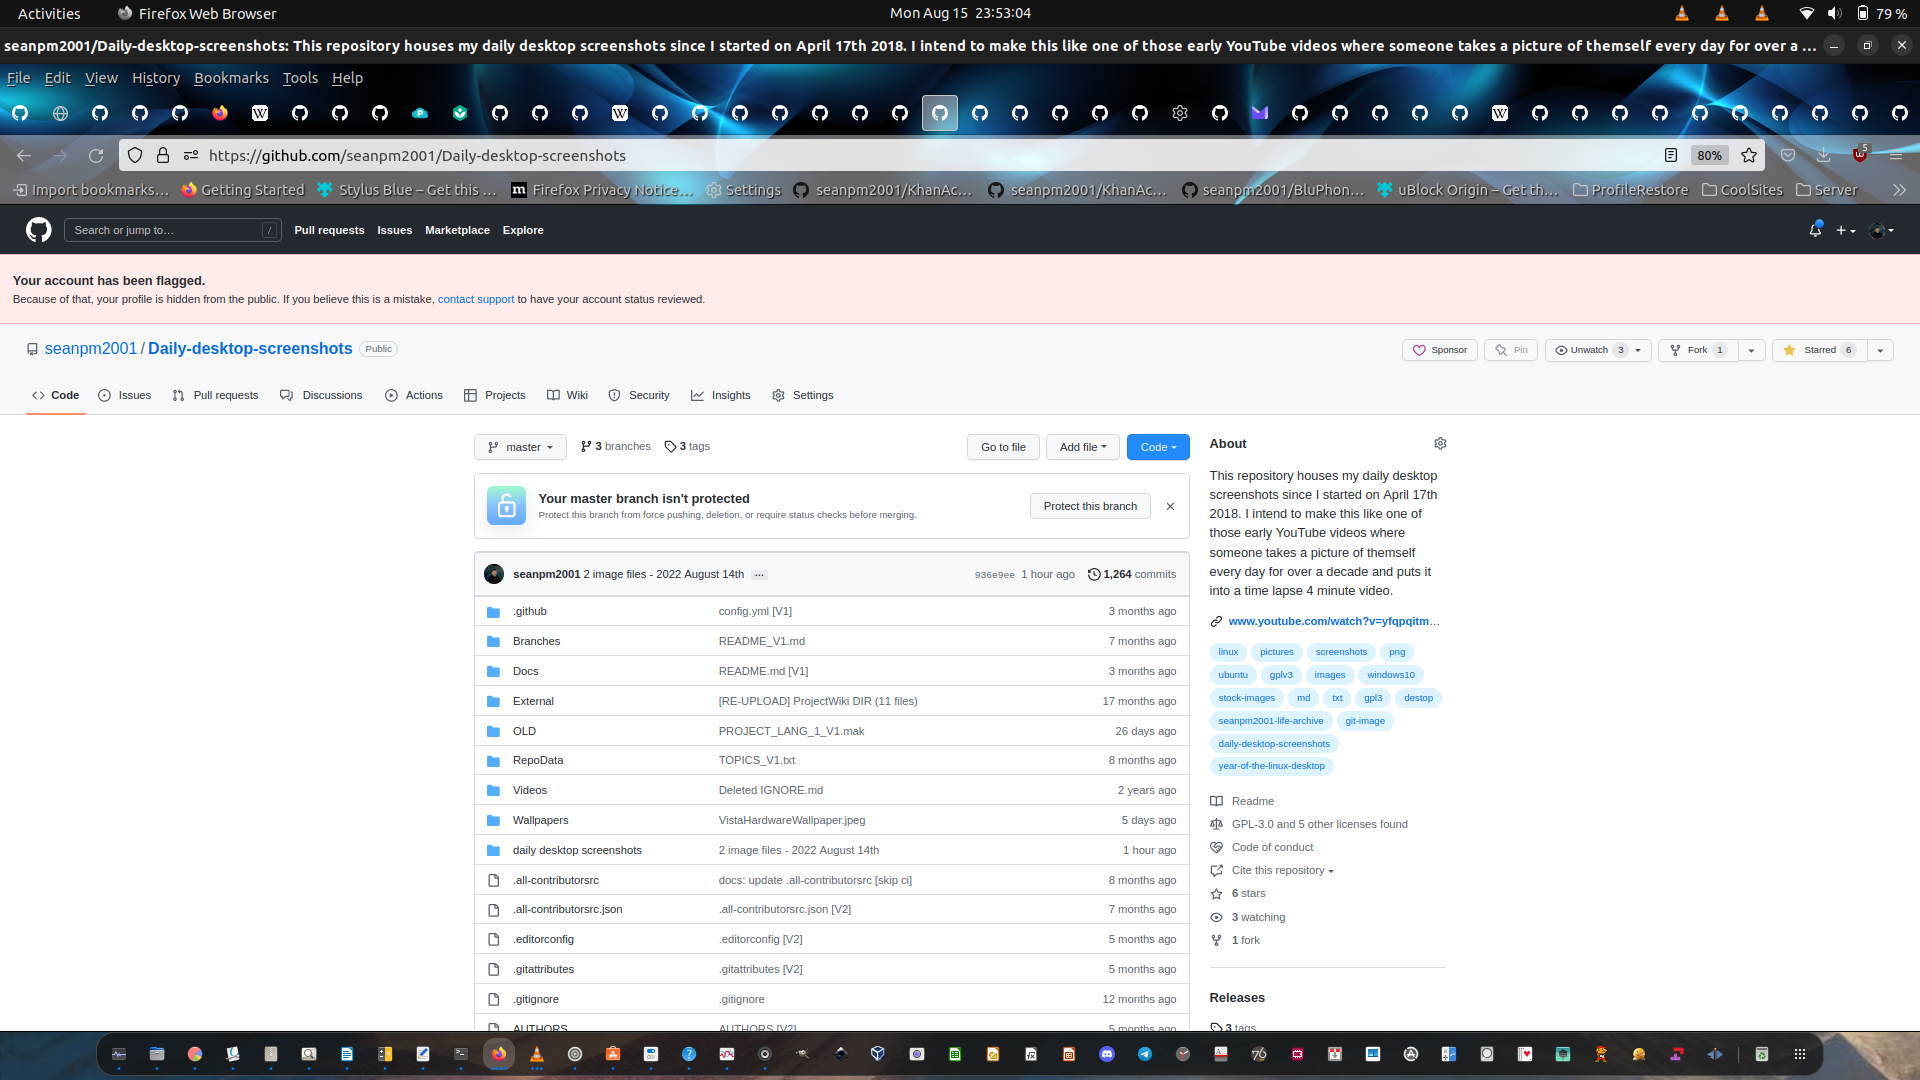 Activities
Firefox Web Browser
Mon Aug 15 23:53:04
79 %
seanpm2001/Daily-desktop-screenshots: This repository houses my daily desktop screenshots since I started on April 17th 2018. I intend to make this like one of those early YouTube videos where someone takes a picture of themself every day for over a ...
File Edit View History Bookmarks Tools Help
https://github.com/seanpm2001/Daily-desktop-screenshots
80%
5
Import bookmarks...
Getting Started
Stylus Blue – Get this ...
Firefox Privacy Notice...
Settings
seanpm2001/KhanAc...
seanpm2001/KhanAc...
seanpm2001/BluPhon...
uBlock Origin – Get th...
ProfileRestore
CoolSites
Server
Search or jump to...
/
Pull requests
Issues
Marketplace
Explore
Your account has been flagged.
Because of that, your profile is hidden from the public. If you believe this is a mistake, contact support to have your account status reviewed.
seanpm2001 / Daily-desktop-screenshots Public
Sponsor
Pin
Unwatch 3
Fork 1
Starred 6
Code
Issues
Pull requests
Discussions
Actions
Projects
Wiki
Security
Insights
Settings
master
3 branches
3 tags
Go to file
Add file
Code
Your master branch isn't protected
Protect this branch from force pushing, deletion, or require status checks before merging.
Protect this branch
seanpm2001 2 image files - 2022 August 14th ...
936e9ee 1 hour ago
1,264 commits
.github config.yml [V1] 3 months ago
Branches README_V1.md 7 months ago
Docs README.md [V1] 3 months ago
External [RE-UPLOAD] ProjectWiki DIR (11 files) 17 months ago
OLD PROJECT_LANG_1_V1.mak 26 days ago
RepoData TOPICS_V1.txt 8 months ago
Videos Deleted IGNORE.md 2 years ago
Wallpapers VistaHardwareWallpaper.jpeg 5 days ago
daily desktop screenshots 2 image files - 2022 August 14th 1 hour ago
.all-contributorsrc docs: update .all-contributorsrc [skip ci] 8 months ago
.all-contributorsrc.json .all-contributorsrc.json [V2] 7 months ago
.editorconfig .editorconfig [V2] 5 months ago
.gitattributes .gitattributes [V2] 5 months ago
.gitignore .gitignore 12 months ago
AUTHORS AUTHORS [V2] 5 months ago
About
This repository houses my daily desktop
screenshots since I started on April 17th
2018. I intend to make this like one of
those early YouTube videos where
someone takes a picture of themself
every day for over a decade and puts it
into a time lapse 4 minute video.
www.youtube.com/watch?v=yfqpqitm...
linux pictures screenshots png
ubuntu gplv3 images windows10
stock-images md txt gpl3 destop
seanpm2001-life-archive git-image
daily-desktop-screenshots
year-of-the-linux-desktop
Readme
GPL-3.0 and 5 other licenses found
Code of conduct
Cite this repository
6 stars
3 watching
1 fork
Releases
3 tags